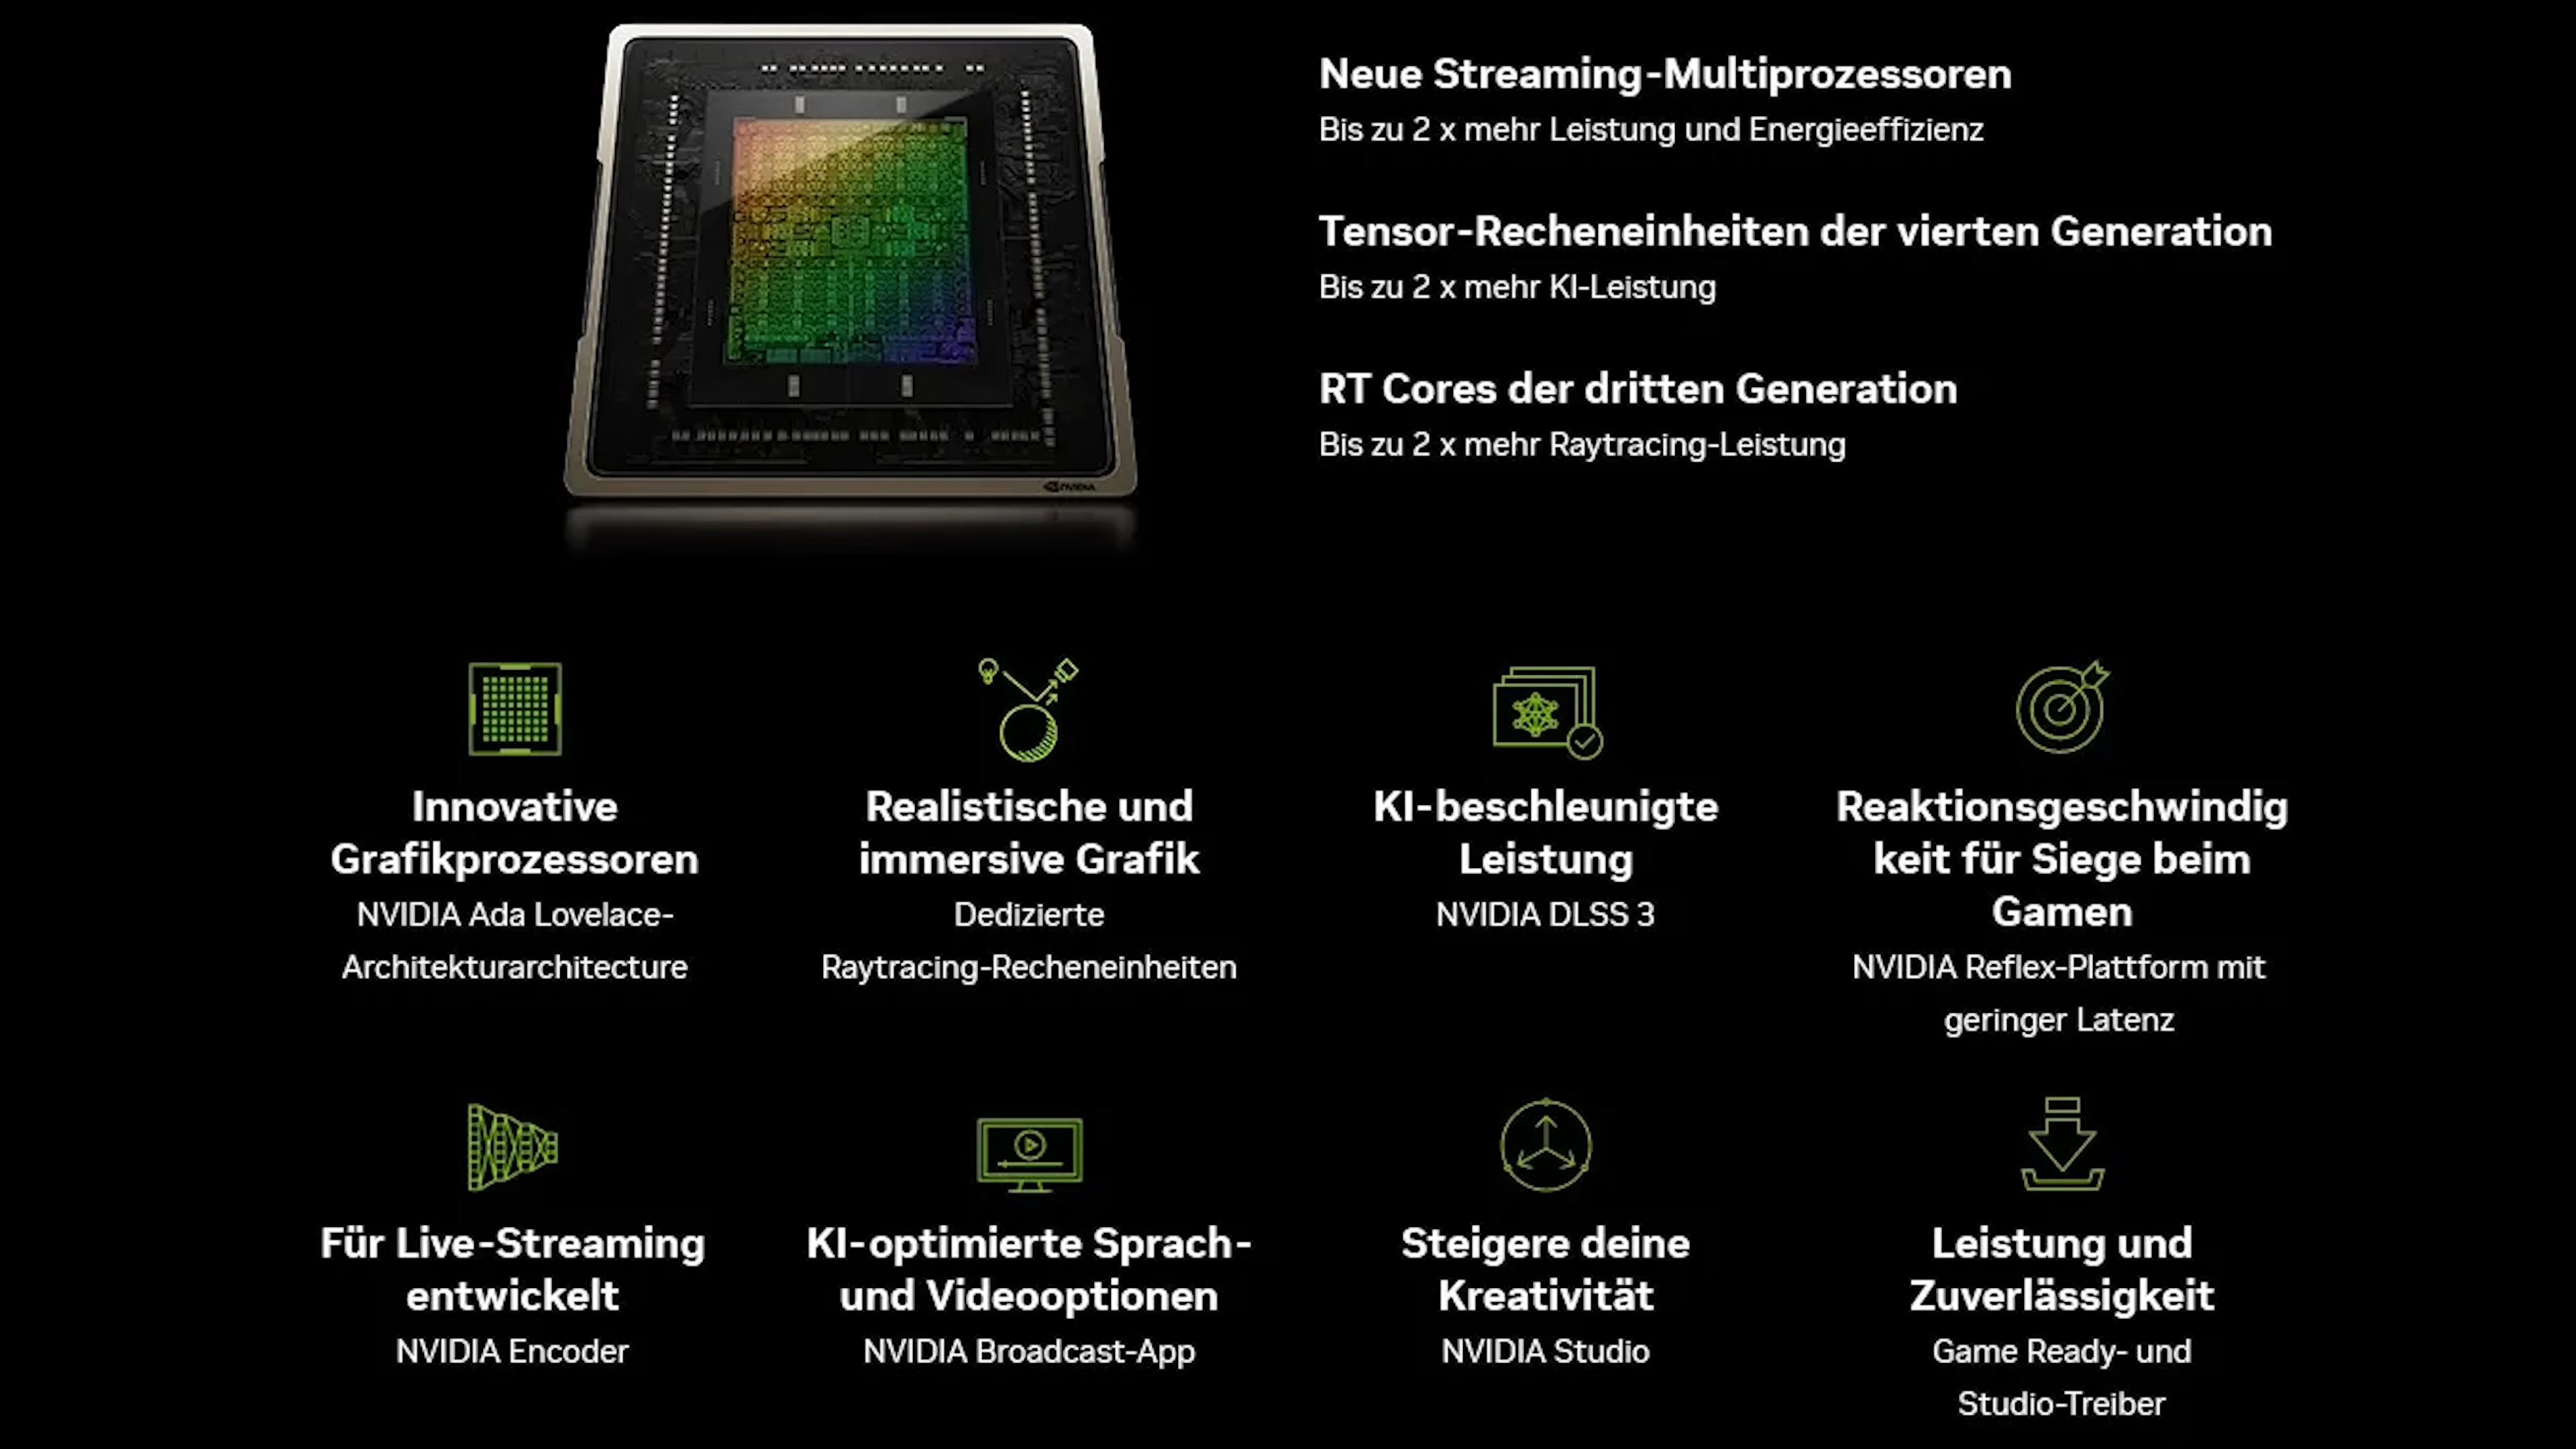 Neue Streaming-Multiprozessoren
Bis zu 2 x mehr Leistung und Energieeffizienz
Tensor-Recheneinheiten der vierten Generation
Bis zu 2 x mehr KI-Leistung
RT Cores der dritten Generation
Bis zu 2 x mehr Raytracing-Leistung
NVIDIA
Innovative
Grafikprozessoren
NVIDIA Ada Lovelace-
Architekturarchitecture
Realistische und
immersive Grafik
Dedizierte
Raytracing-Recheneinheiten
KI-beschleunigte
Leistung
NVIDIA DLSS 3
Reaktionsgeschwindig
keit für Siege beim
Gamen
NVIDIA Reflex-Plattform mit
geringer Latenz
Für Live-Streaming
entwickelt
NVIDIA Encoder
KI-optimierte Sprach-
und Videooptionen
NVIDIA Broadcast-App
Steigere deine
Kreativität
NVIDIA Studio
Leistung und
Zuverlässigkeit
Game Ready- und
Studio-Treiber